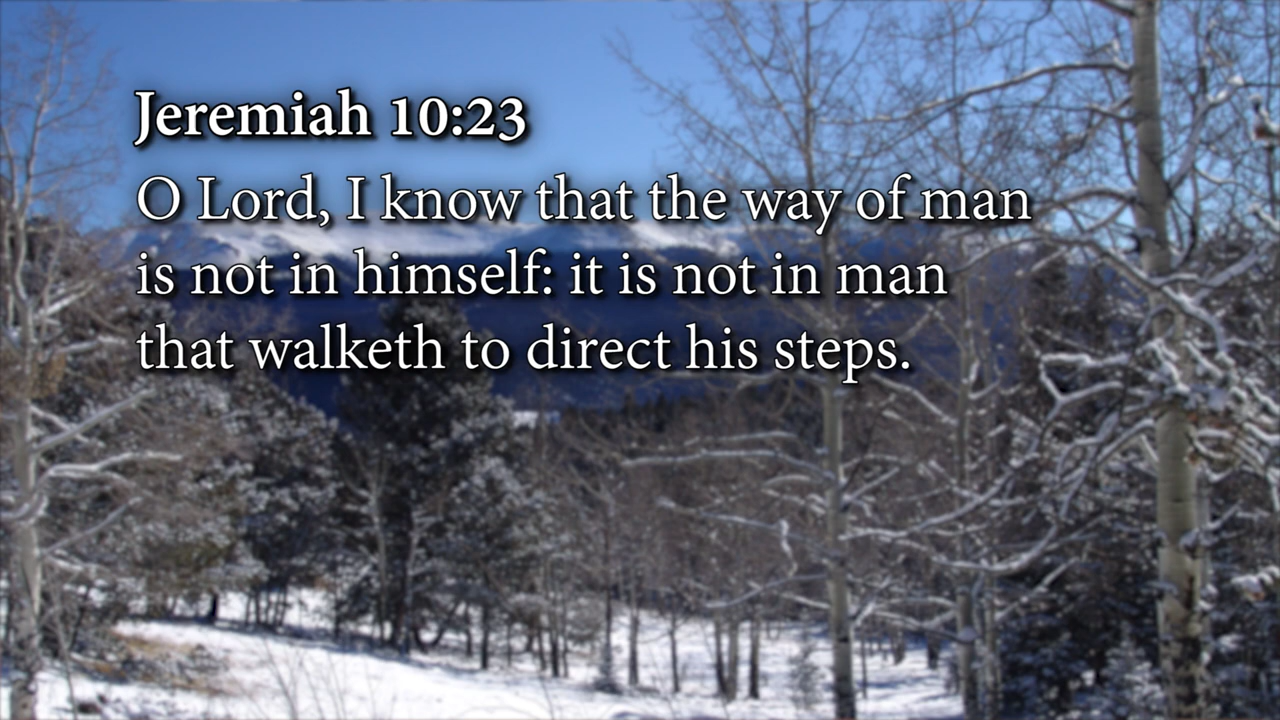 Jeremiah 10:23
O Lord, I know that the way of man
is not in himself: it is not in man
that walketh to direct his steps.